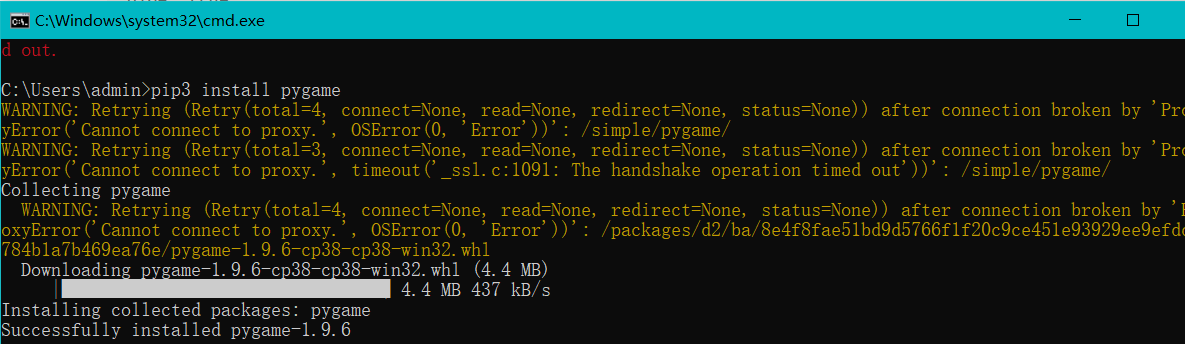 C:\Windows\system32\cmd.exe
d out.
C:\Users\admin>pip3 install pygame
WARNING: Retrying (Retry(total=4, connect=None, read=None, redirect=None, status=None)) after connection broken by 'Pro
yError('Cannot connect to proxy.', OSError(0, 'Error'))': /simple/pygame/
WARNING: Retrying (Retry(total=3, connect=None, read=None, redirect=None, status=None)) after connection broken by 'Pro
yError('Cannot connect to proxy.', timeout('_ssl.c:1091: The handshake operation timed out'))': /simple/pygame/
Collecting pygame
WARNING: Retrying (Retry(total=4, connect=None, read=None, redirect=None, status=None)) after connection broken by '
oxyError('Cannot connect to proxy.', OSError(0, 'Error'))': /packages/d2/ba/8e4f8fae51bd9d5766f1f20c9ce451e93929ee9efdc
784b1a7b469ea76e/pygame-1.9.6-cp38-cp38-win32.whl
Downloading pygame-1.9.6-cp38-cp38-win32.whl (4.4 MB)
4.4 MB 437 kB/s
Installing collected packages: pygame
Successfully installed pygame-1.9.6